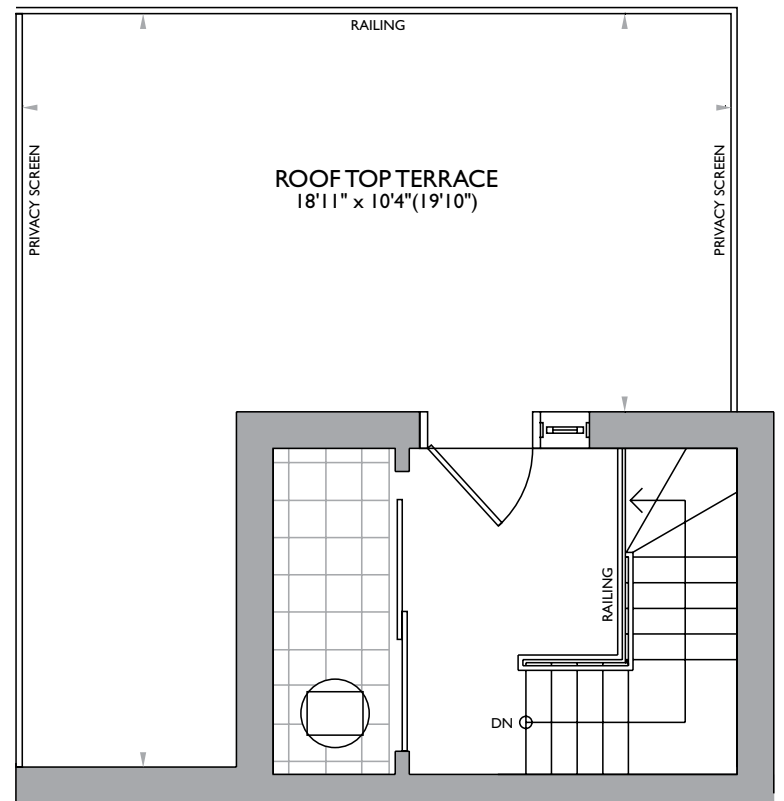 RAILING
PRIVACY SCREEN
PRIVACY SCREEN
ROOF TOP TERRACE
18'11" x 10'4"(19'10")
RAILING
DN